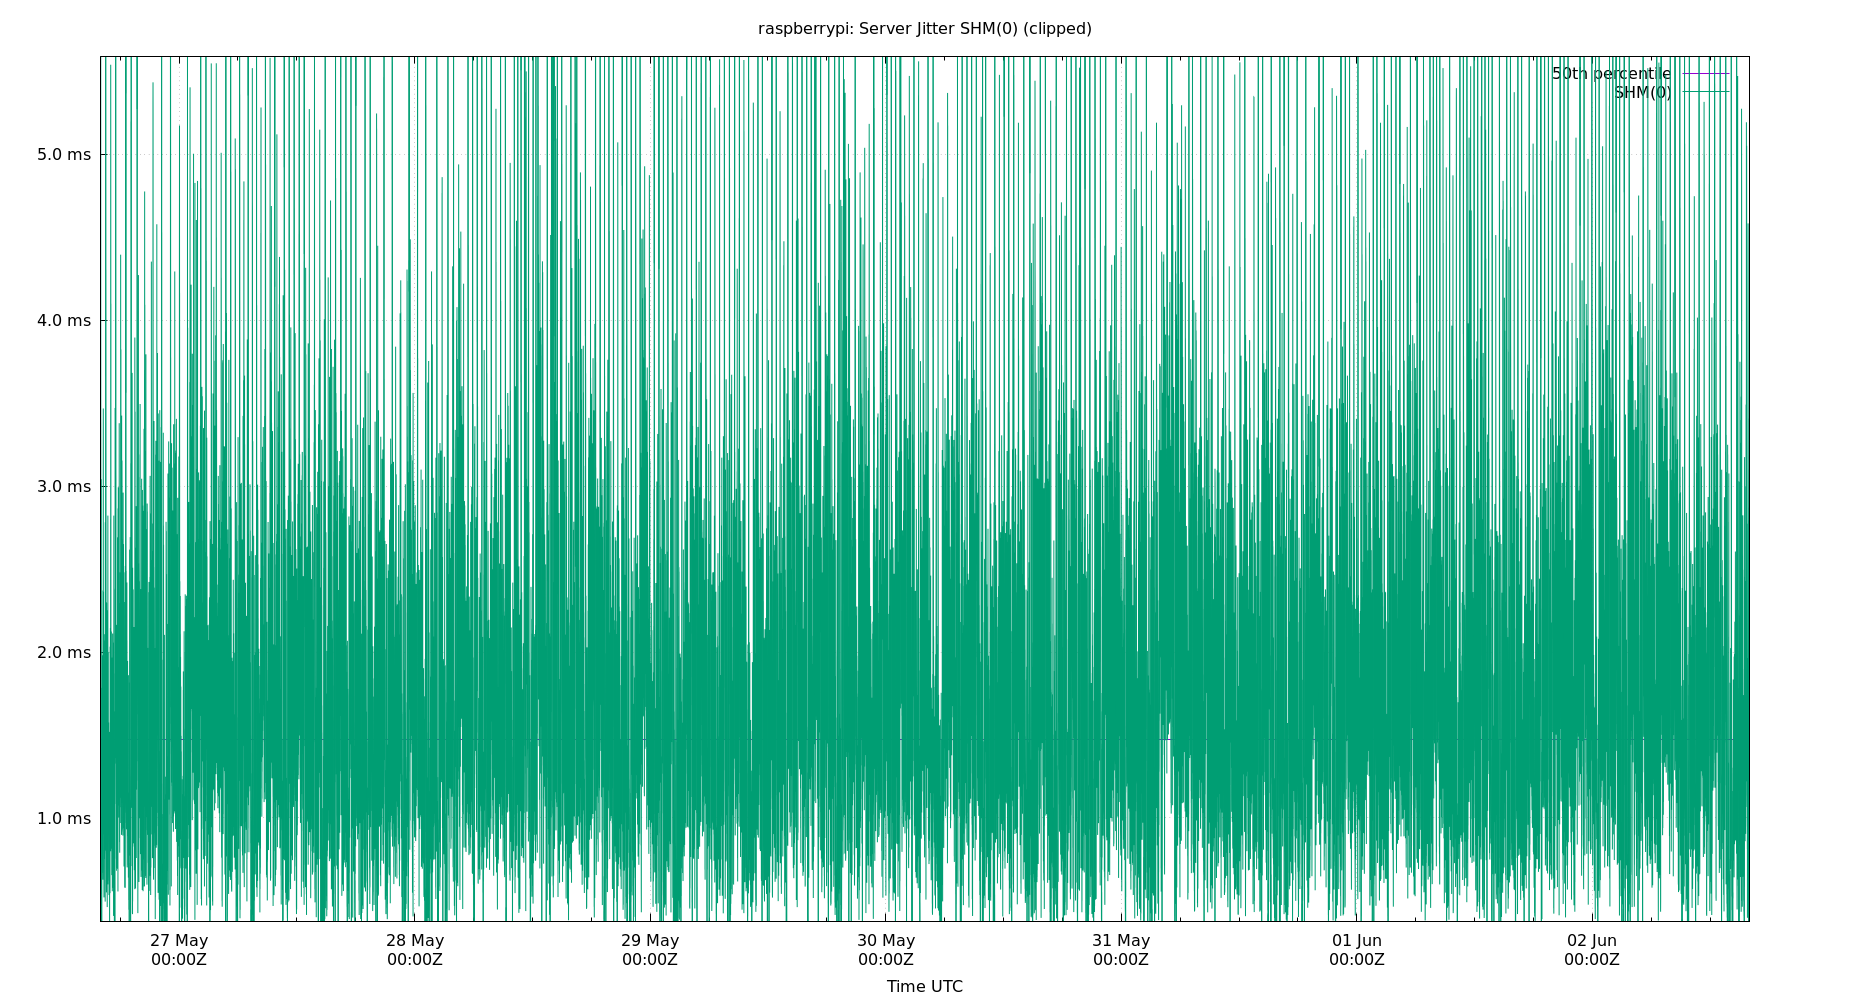 raspberrypi: Server Jitter SHM(0) (clipped)
50th percentile
SHM(0)
5.0 ms
4.0 ms
3.0 ms
2.0 ms
1.0 ms
27 May 28 May 29 May 30 May 31 May 01 Jun 02 Jun
00:00Z 00:00Z 00:00Z 00:00Z 00:00Z 00:00Z 00:00Z
Time UTC